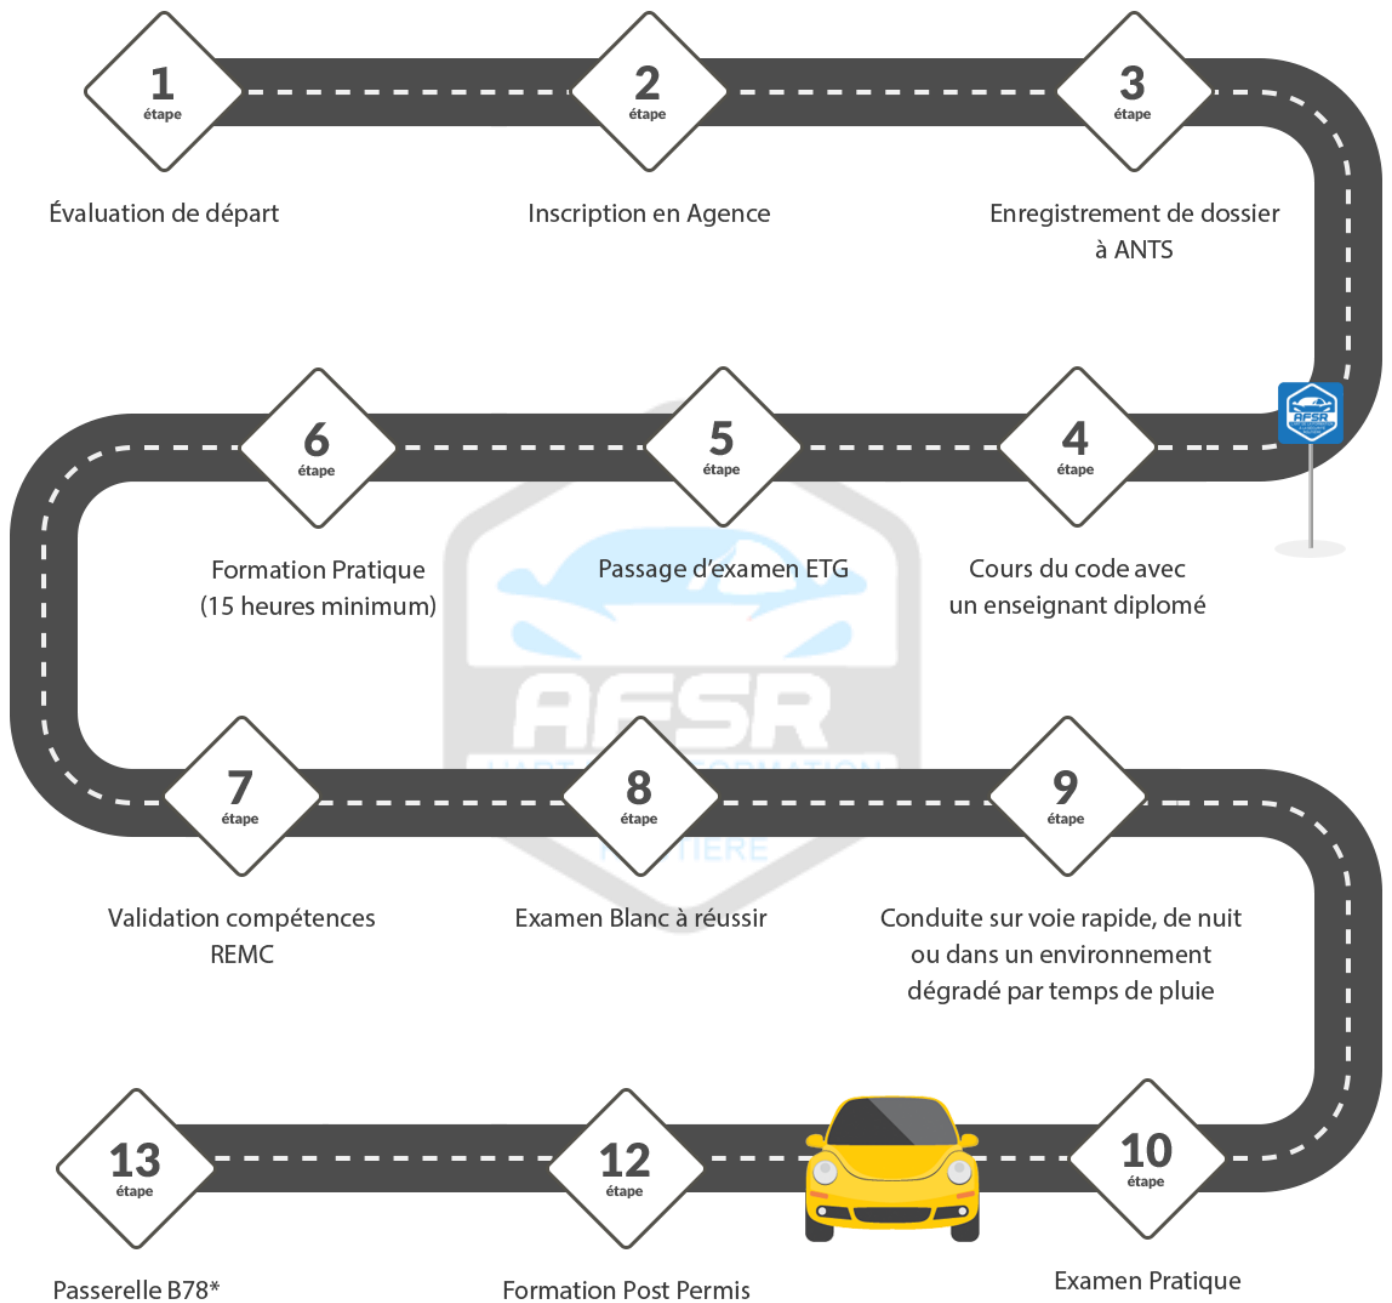 1
étape
Évaluation de départ
2
étape
Inscription en Agence
3
étape
Enregistrement de dossier
à ANTS
AFSR
4
étape
Cours du code avec
un enseignant diplomé
5
étape
Passage d'examen ETG
6
étape
Formation Pratique
(15 heures minimum)
AFSR
7
étape
Validation compétences
REMC
8
étape
Examen Blanc à réussir
9
étape
Conduite sur voie rapide, de nuit
ou dans un environnement
dégradé par temps de pluie
10
étape
Examen Pratique
12
étape
Formation Post Permis
13
étape
Passerelle B78*